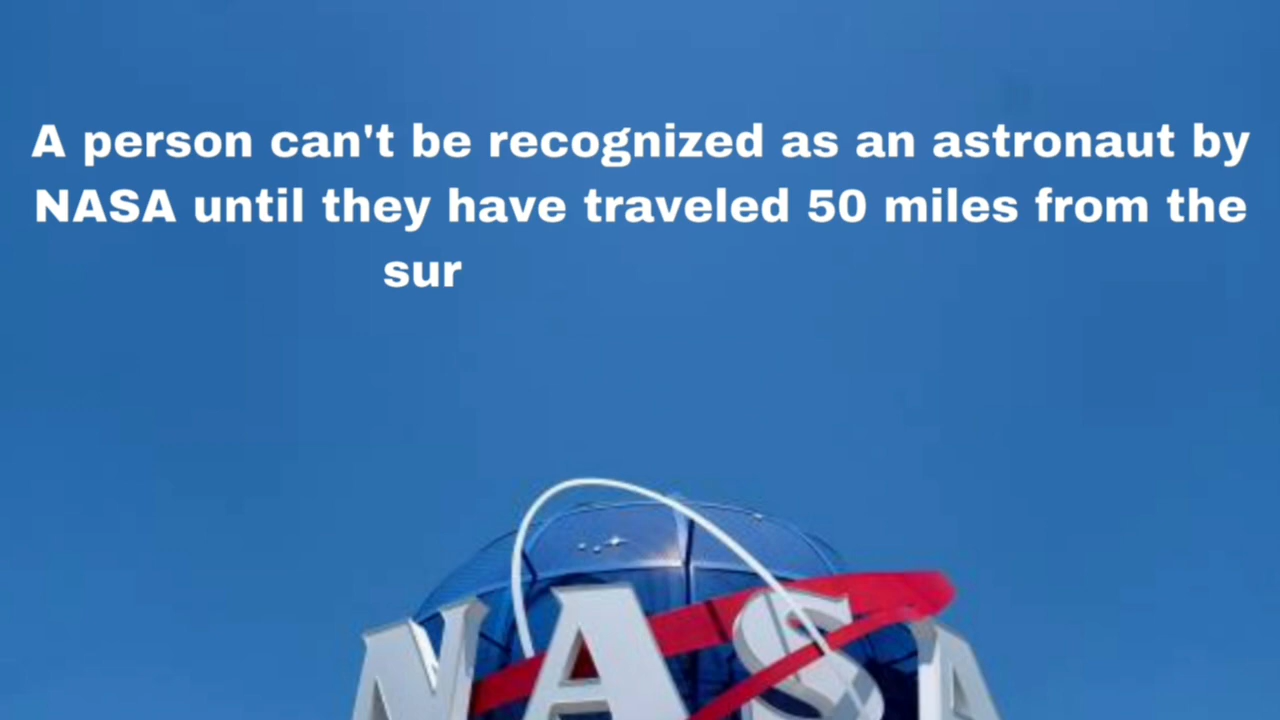 A person can't be recognized as an astronaut by
NASA until they have traveled 50 miles from the
sur
NASA